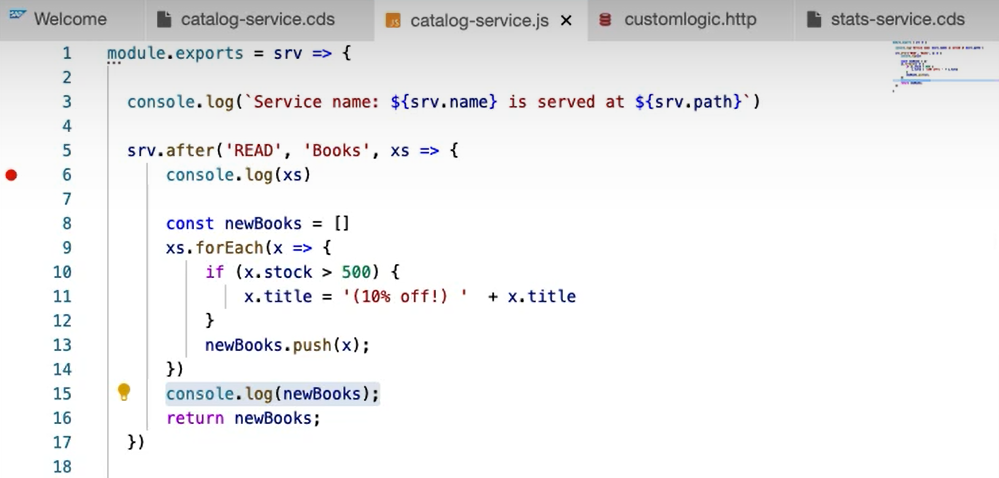 SAP Welcome catalog-service.cds JS catalog-service.js × customlogic.http stats-service.cds
1 module.exports = srv => {
2
3 console.log(`Service name: ${srv.name} is served at ${srv.path}`)
4
5 srv.after('READ', 'Books', xs => {
6 console.log(xs)
7
8 const newBooks = []
9 xs.forEach(x => {
10 if (x.stock > 500) {
11 x.title = '(10% off!) ' + x.title
12 }
13 newBooks.push(x);
14 })
15 console.log(newBooks);
16 return newBooks;
17 })
18